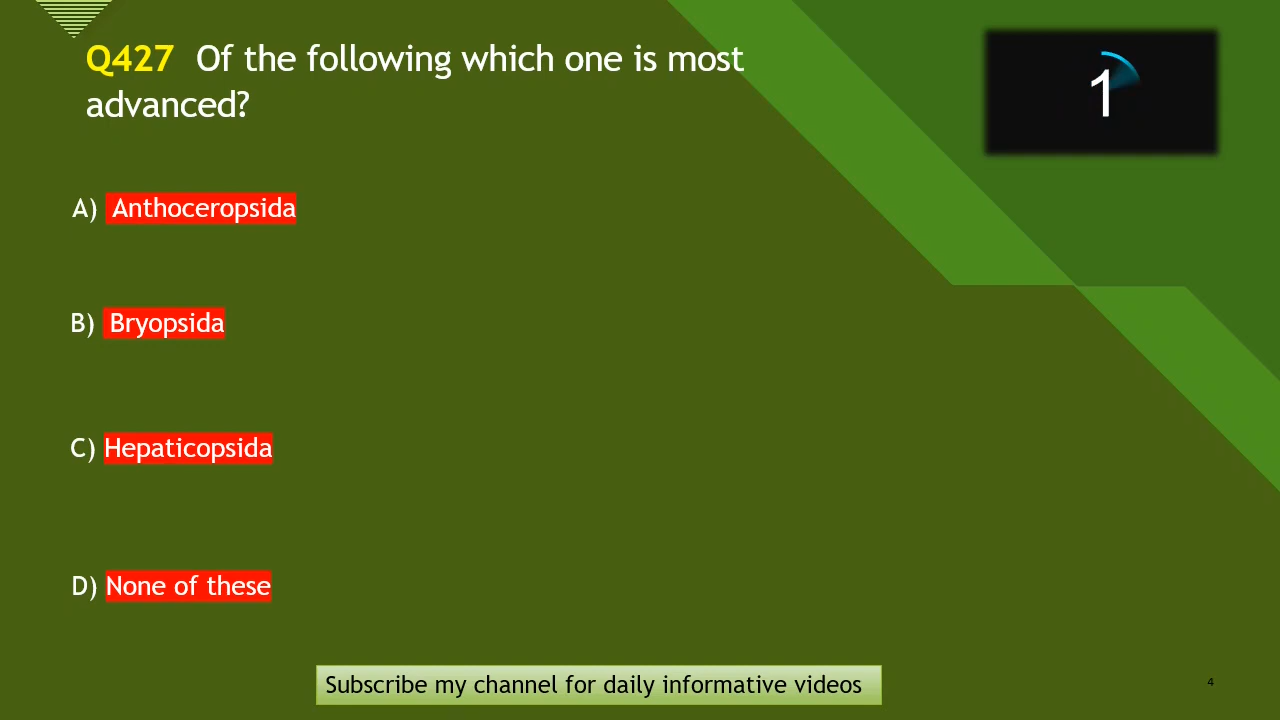 Q427 Of the following which one is most
advanced?
1
A) Anthoceropsida
B) Bryopsida
C) Hepaticopsida
D) None of these
Subscribe my channel for daily informative videos
4